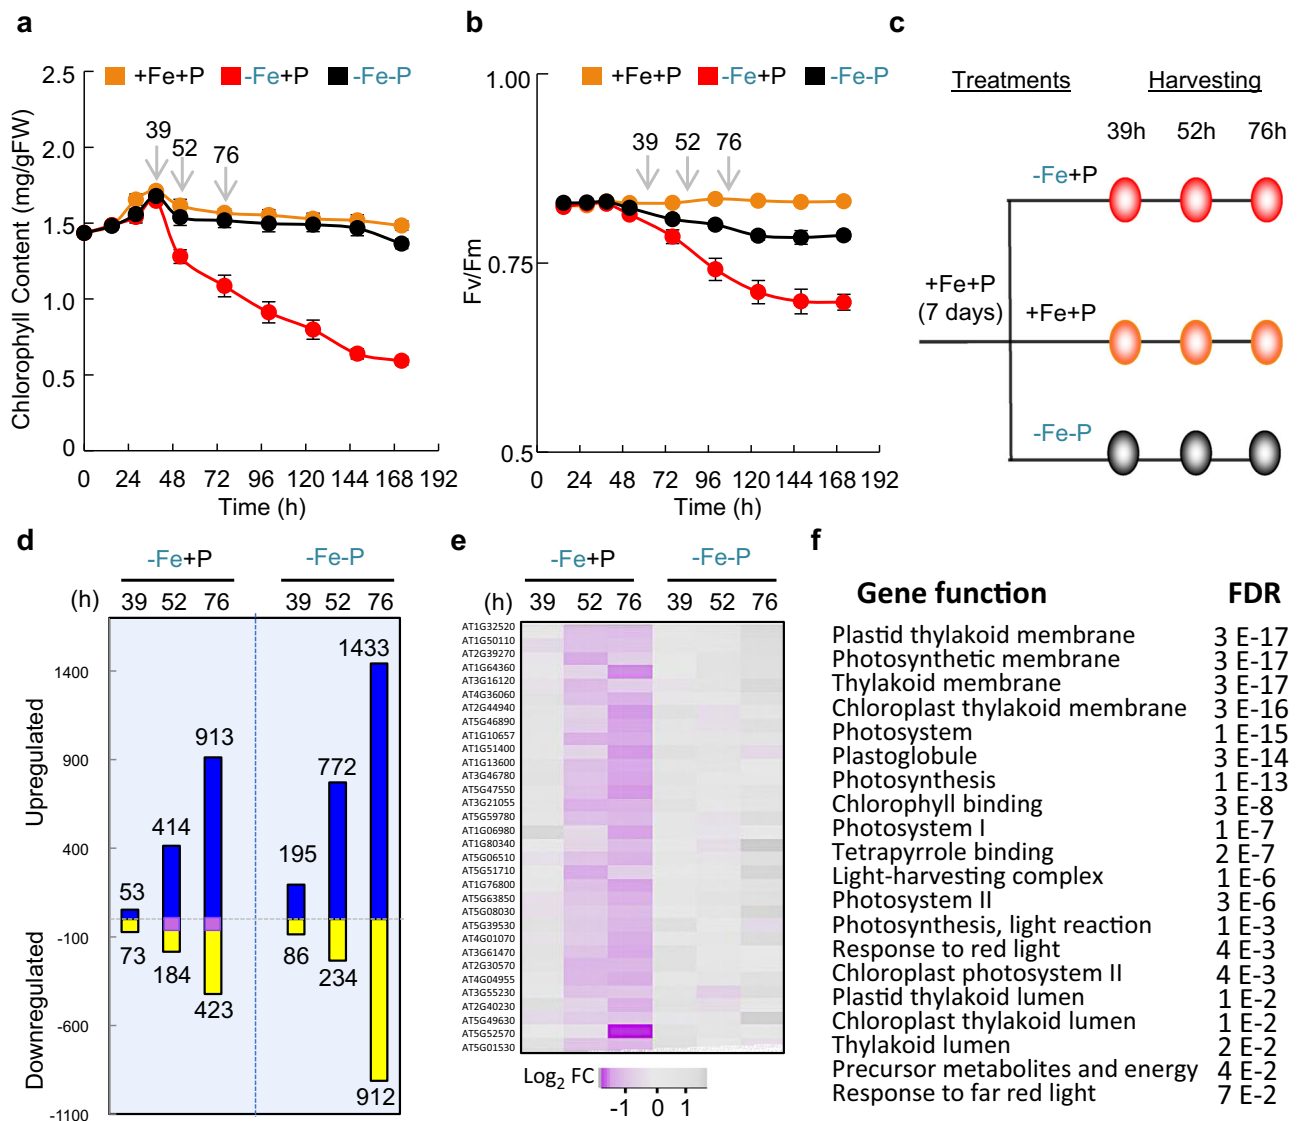 a
+Fe+P -Fe+P -Fe-P
Chlorophyll Content (mg/gFW)
2.5
2.0
1.5
1.0
0.5
0
39
52
76
0 24 48 72 96 120 144 168 192
Time (h)
b
+Fe+P -Fe+P -Fe-P
Fv/Fm
1.00
0.75
0.5
39 52 76
0 24 48 72 96 120 144 168 192
Time (h)
c
Treatments Harvesting
39h 52h 76h
-Fe+P
+Fe+P
(7 days)
+Fe+P
-Fe-P
d
-Fe+P -Fe-P
(h) 39 52 76 39 52 76
Upregulated
Downregulated
1400
900
400
-100
-600
-1100
53
414
913
195
772
1433
73
184
423
86
234
912
e
-Fe+P -Fe-P
(h) 39 52 76 39 52 76
AT1G32520
AT1G50110
AT2G39270
AT1G64360
AT3G16120
AT4G36060
AT2G44940
AT5G46890
AT1G10657
AT1G51400
AT1G13600
AT3G46780
AT5G47550
AT3G21055
AT5G59780
AT1G06980
AT1G80340
AT5G06510
AT5G51710
AT1G76800
AT5G63850
AT5G08030
AT5G39530
AT4G01070
AT3G61470
AT2G30570
AT4G04955
AT3G55230
AT2G40230
AT5G49630
AT5G52570
AT5G01530
Log2 FC
-1 0 1
f
Gene function FDR
Plastid thylakoid membrane 3 E-17
Photosynthetic membrane 3 E-17
Thylakoid membrane 3 E-17
Chloroplast thylakoid membrane 3 E-16
Photosystem 1 E-15
Plastoglobule 3 E-14
Photosynthesis 1 E-13
Chlorophyll binding 3 E-8
Photosystem I 1 E-7
Tetrapyrrole binding 2 E-7
Light-harvesting complex 1 E-6
Photosystem II 3 E-6
Photosynthesis, light reaction 1 E-3
Response to red light 4 E-3
Chloroplast photosystem II 4 E-3
Plastid thylakoid lumen 1 E-2
Chloroplast thylakoid lumen 1 E-2
Thylakoid lumen 2 E-2
Precursor metabolites and energy 4 E-2
Response to far red light 7 E-2